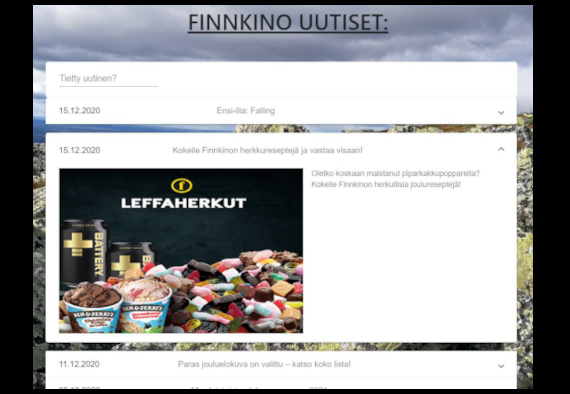 FINNKINO UUTISET:
Tietty uutinen?
15.12.2020 Ensi-ilta: Falling
15.12.2020 Kokeile Finnkinon herkkureseptejä ja vastaa visaan!
Oletko koskaan maistanut piparkakkupoppareita?
Kokeile Finnkinon herkullisia joulureseptejä!
LEFFAHERKUT
BATTERY
BATTERY
BEN & JERRY'S
BEN & JERRY'S
11.12.2020 Paras jouluelokuva on valittu – katso koko lista!